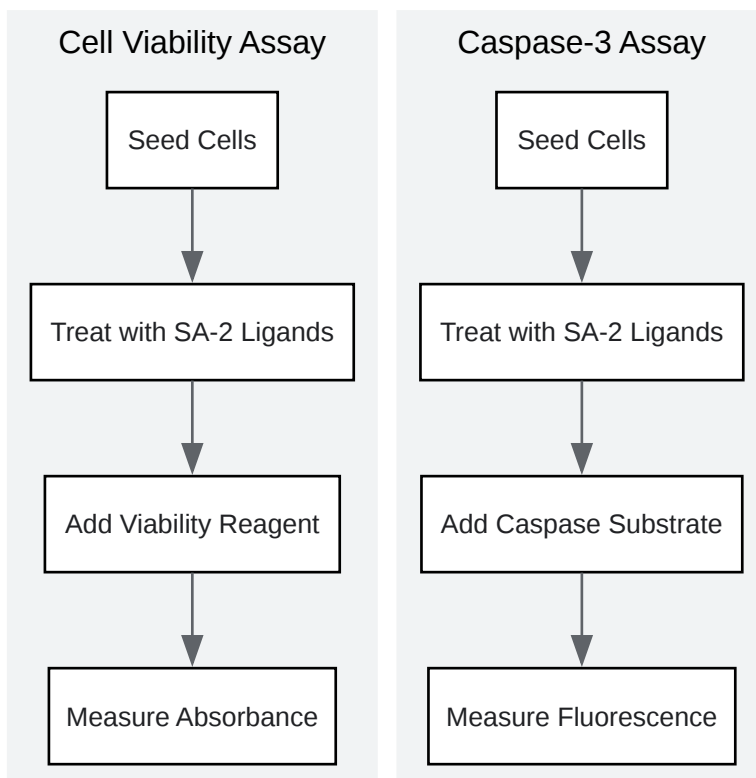 Cell Viability Assay
Seed Cells
Treat with SA-2 Ligands
Add Viability Reagent
Measure Absorbance
Caspase-3 Assay
Seed Cells
Treat with SA-2 Ligands
Add Caspase Substrate
Measure Fluorescence